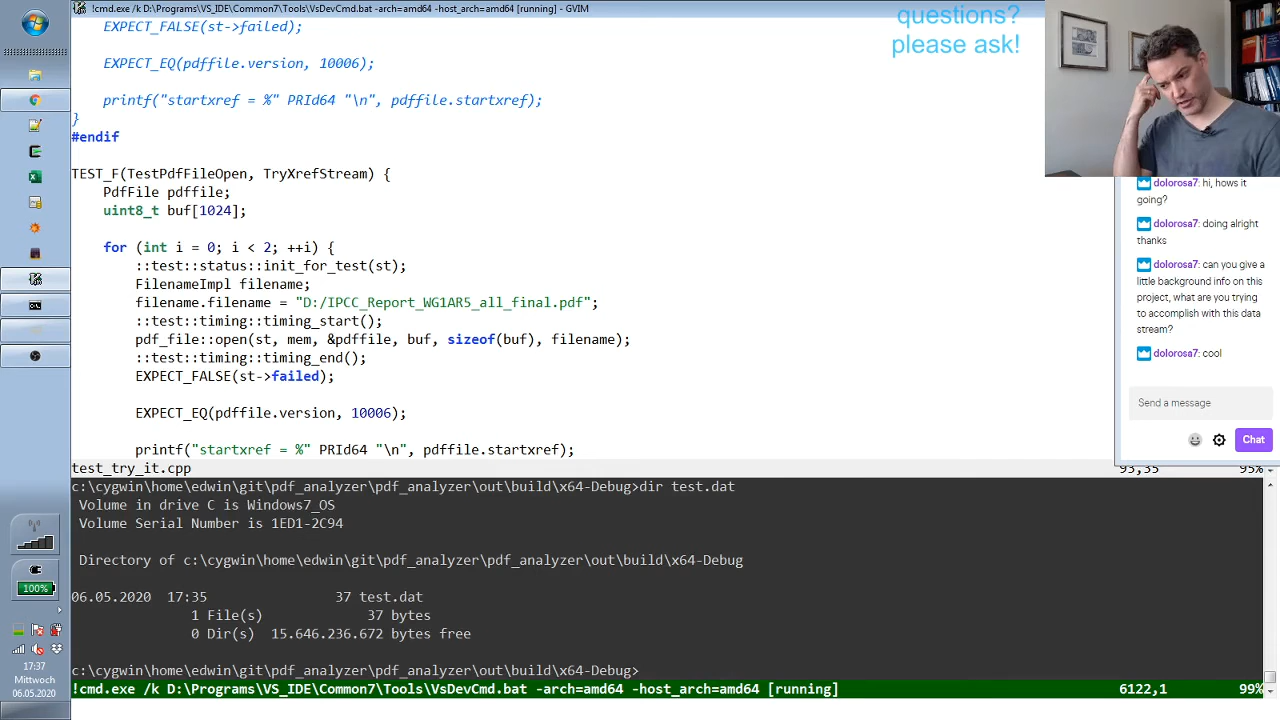 !cmd.exe /k D:\Programs\VS_IDE\Common7\Tools\VsDevCmd.bat -arch=amd64 -host_arch=amd64 [running] - GVIM
EXPECT_FALSE(st->failed);
EXPECT_EQ(pdffile.version, 10006);
printf("startxref = %" PRId64 "\n", pdffile.startxref);
}
#endif
TEST_F(TestPdfFileOpen, TryXrefStream) {
PdfFile pdffile;
uint8_t buf[1024];
for (int i = 0; i < 2; ++i) {
::test::status::init_for_test(st);
FilenameImpl filename;
filename.filename = "D:/IPCC_Report_WG1AR5_all_final.pdf";
::test::timing::timing_start();
pdf_file::open(st, mem, &pdffile, buf, sizeof(buf), filename);
::test::timing::timing_end();
EXPECT_FALSE(st->failed);
EXPECT_EQ(pdffile.version, 10006);
printf("startxref = %" PRId64 "\n", pdffile.startxref);
test_try_it.cpp 93,35 95%
c:\cygwin\home\edwin\git\pdf_analyzer\pdf_analyzer\out\build\x64-Debug>dir test.dat
Volume in drive C is Windows7_OS
Volume Serial Number is 1ED1-2C94
Directory of c:\cygwin\home\edwin\git\pdf_analyzer\pdf_analyzer\out\build\x64-Debug
06.05.2020 17:35 37 test.dat
1 File(s) 37 bytes
0 Dir(s) 15.646.236.672 bytes free
c:\cygwin\home\edwin\git\pdf_analyzer\pdf_analyzer\out\build\x64-Debug>
!cmd.exe /k D:\Programs\VS_IDE\Common7\Tools\VsDevCmd.bat -arch=amd64 -host_arch=amd64 [running] 6122,1 99%
questions?
please ask!
dolorosa7: hi, hows it
going?
dolorosa7: doing alright
thanks
dolorosa7: can you give a
little background info on this
project, what are you trying
to accomplish with this data
stream?
dolorosa7: cool
Send a message
Chat
100%
17:37
Mittwoch
06.05.2020